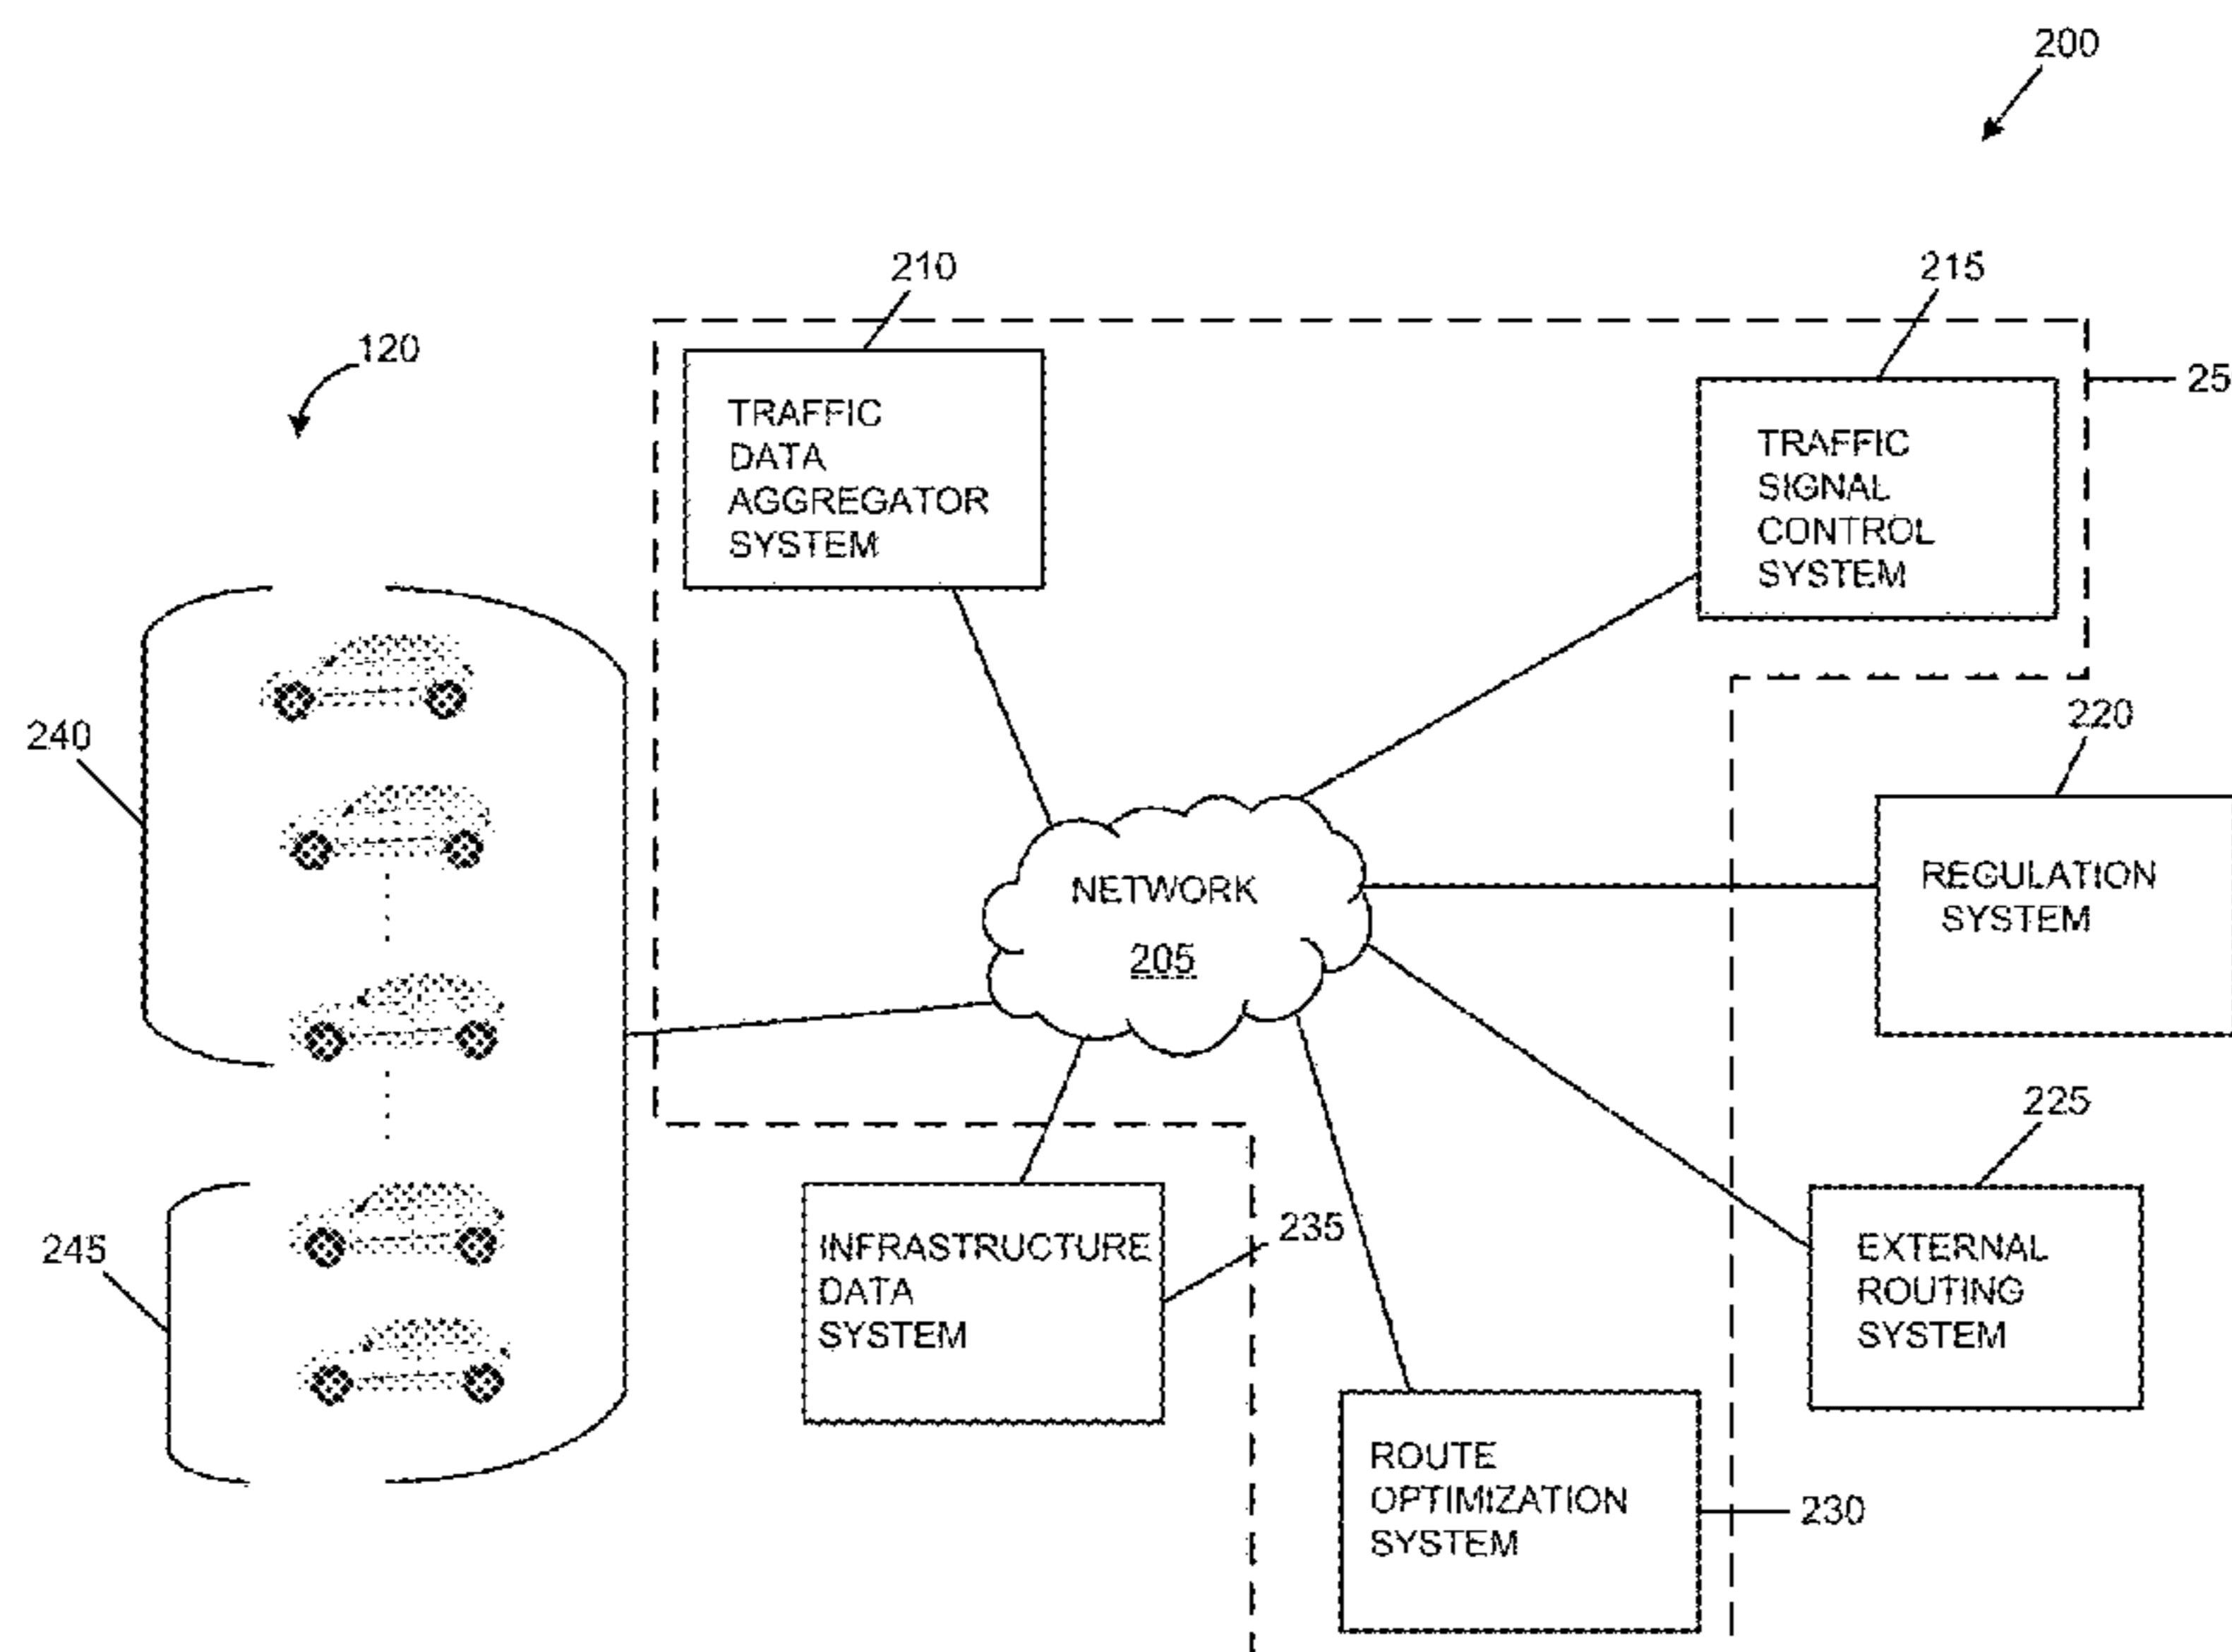 200
210
215
120
25
TRAFFIC
DATA
AGGREGATOR
SYSTEM
TRAFFIC
SIGNAL
CONTROL
SYSTEM
240
220
NETWORK
205
REGULATION
SYSTEM
225
245
235
INFRASTRUCTURE
DATA
SYSTEM
EXTERNAL
ROUTING
SYSTEM
ROUTE
OPTIMIZATION
SYSTEM
230